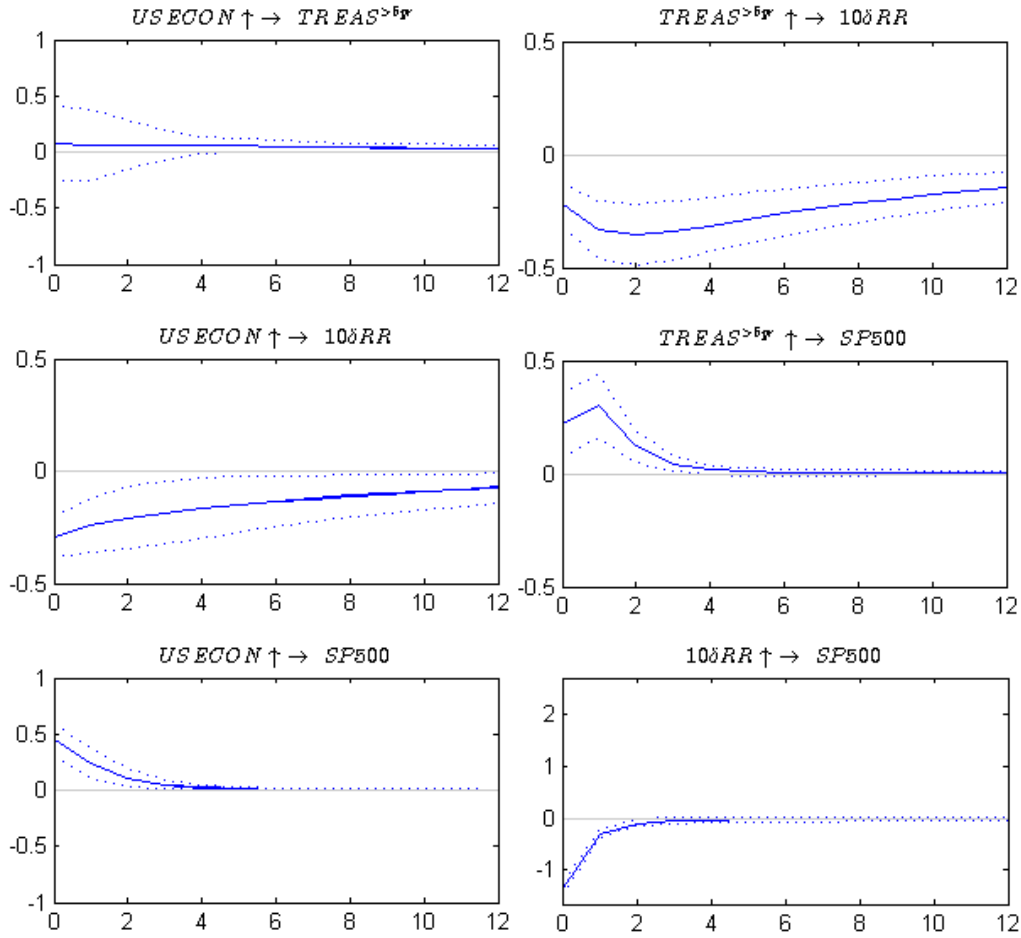 USECON ↑ → TREAS^{>5yr}
1
0.5
0
-0.5
-1
0 2 4 6 8 10 12
TREAS^{>5yr} ↑ → 10δRR
0.5
0
-0.5
0 2 4 6 8 10 12
USECON ↑ → 10δRR
0.5
0
-0.5
0 2 4 6 8 10 12
TREAS^{>5yr} ↑ → SP500
0.5
0
-0.5
0 2 4 6 8 10 12
USECON ↑ → SP500
1
0.5
0
-0.5
-1
0 2 4 6 8 10 12
10δRR ↑ → SP500
2
1
0
-1
0 2 4 6 8 10 12